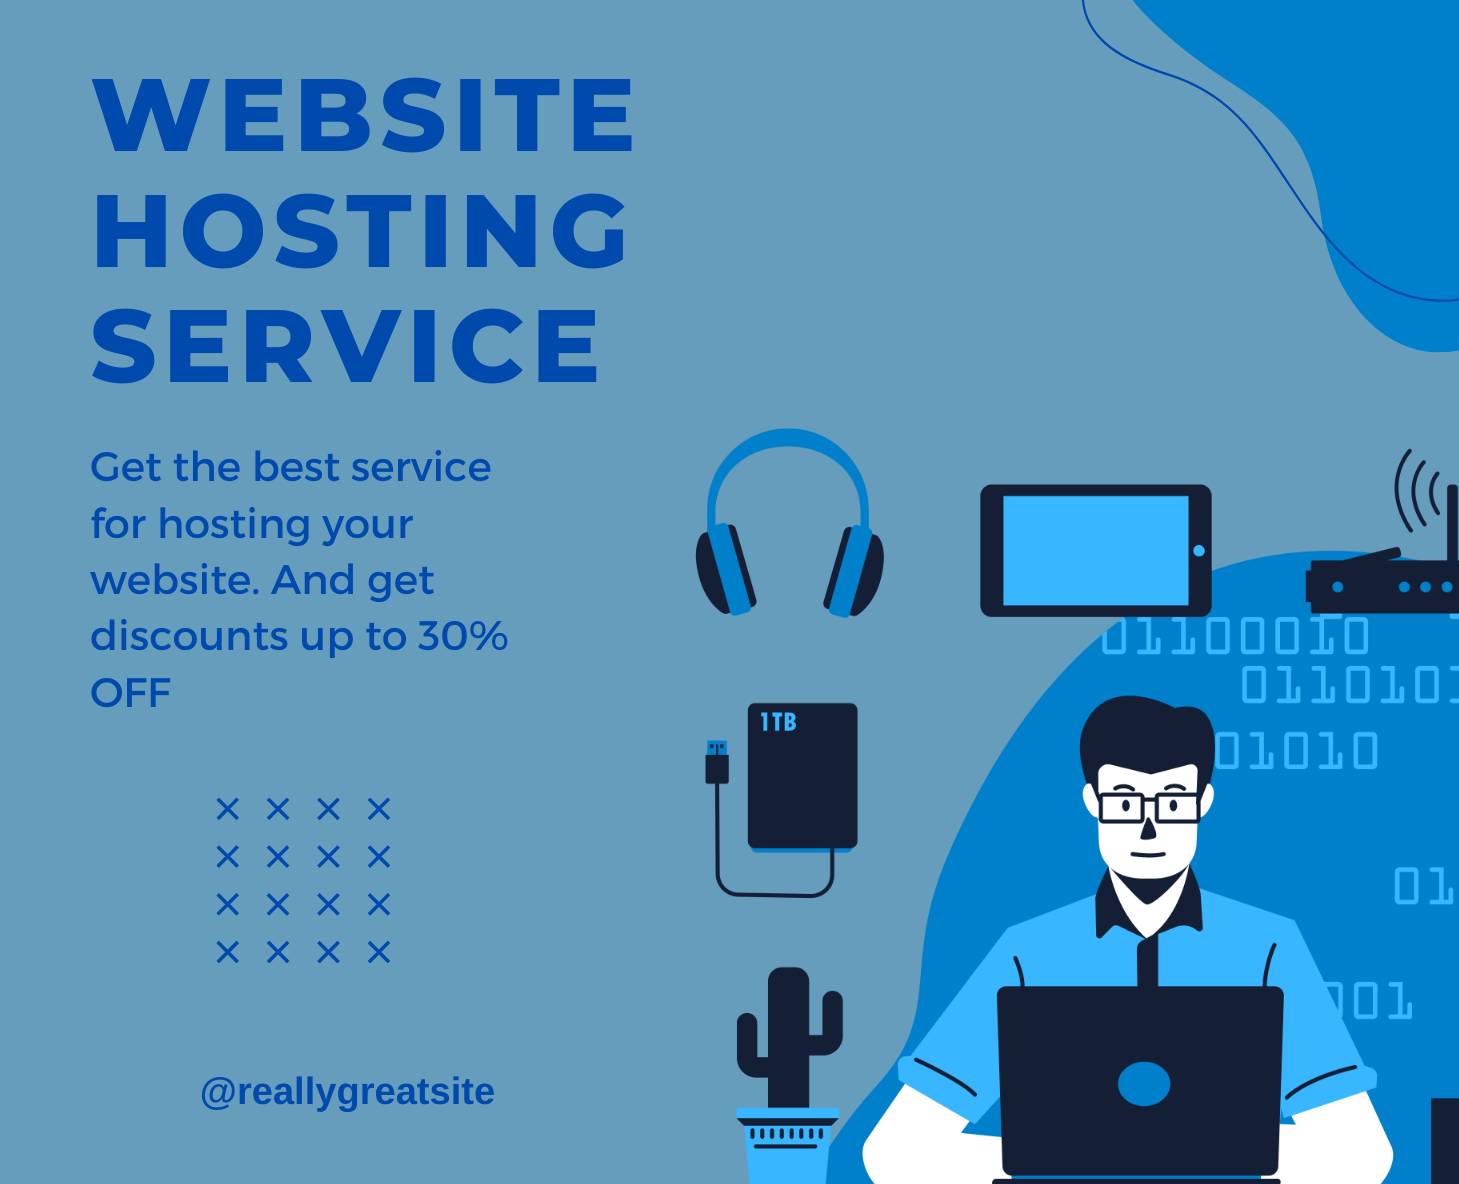 WEBSITE
HOSTING
SERVICE
Get the best service
for hosting your
website. And get
discounts up to 30%
OFF
1TB
01100010
011010
01010
01
001
@reallygreatsite